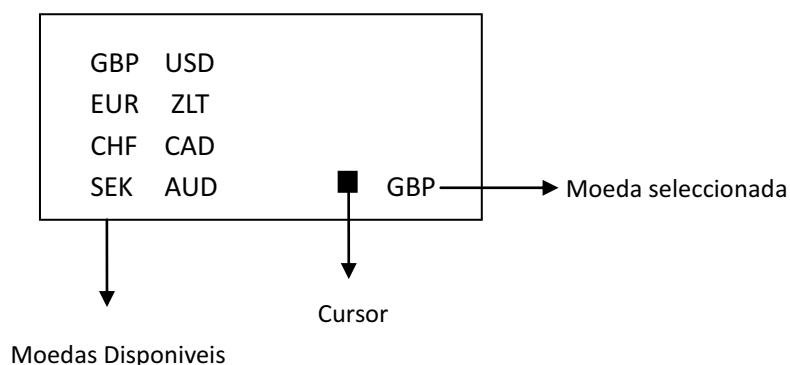 GBP USD
EUR ZLT
CHF CAD
SEK AUD GBP Moeda seleccionada
Cursor
Moedas Disponiveis